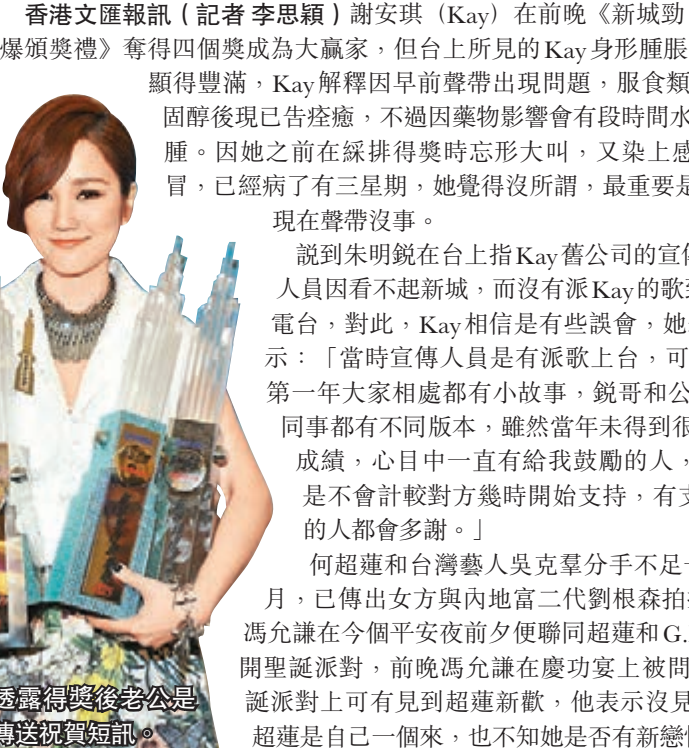 香港文匯報訊（記者 李思穎）謝安琪（Kay）在前晚《新城勁
爆頒獎禮》奪得四個獎成為大贏家，但台上所見的Kay身形腫脹
顯得豐滿，Kay解釋因早前聲帶出現問題，服食類
固醇後現已告痊癒，不過因藥物影響會有段時間水
腫。因她之前在綵排得獎時忘形大叫，又染上感
冒，已經病了有三星期，她覺得沒所謂，最重要是
現在聲帶沒事。
説到朱明鋭在台上指Kay舊公司的宣傳
人員因看不起新城，而沒有派Kay的歌到
電台，對此，Kay相信是有些誤會，她
示：「當時宣傳人員是有派歌上台，可
第一年大家相處都有小故事，鋭哥和公
同事都有不同版本，雖然當年未得到很
成績，心目中一直有給我鼓勵的人，
是不會計較對方幾時開始支持，有支
的人都會多謝。」
何超蓮和台灣藝人吳克羣分手不足
月，已傳出女方與內地富二代劉根森拍
馮允謙在今個平安夜前夕便聯同超蓮和G.
開聖誕派對，前晚馮允謙在慶功宴上被問
誕派對上可有見到超蓮新歡，他表示沒見
超蓮是自己一個來，也不知她是否有新戀
透露得獎後老公是
傳送祝賀短訊。